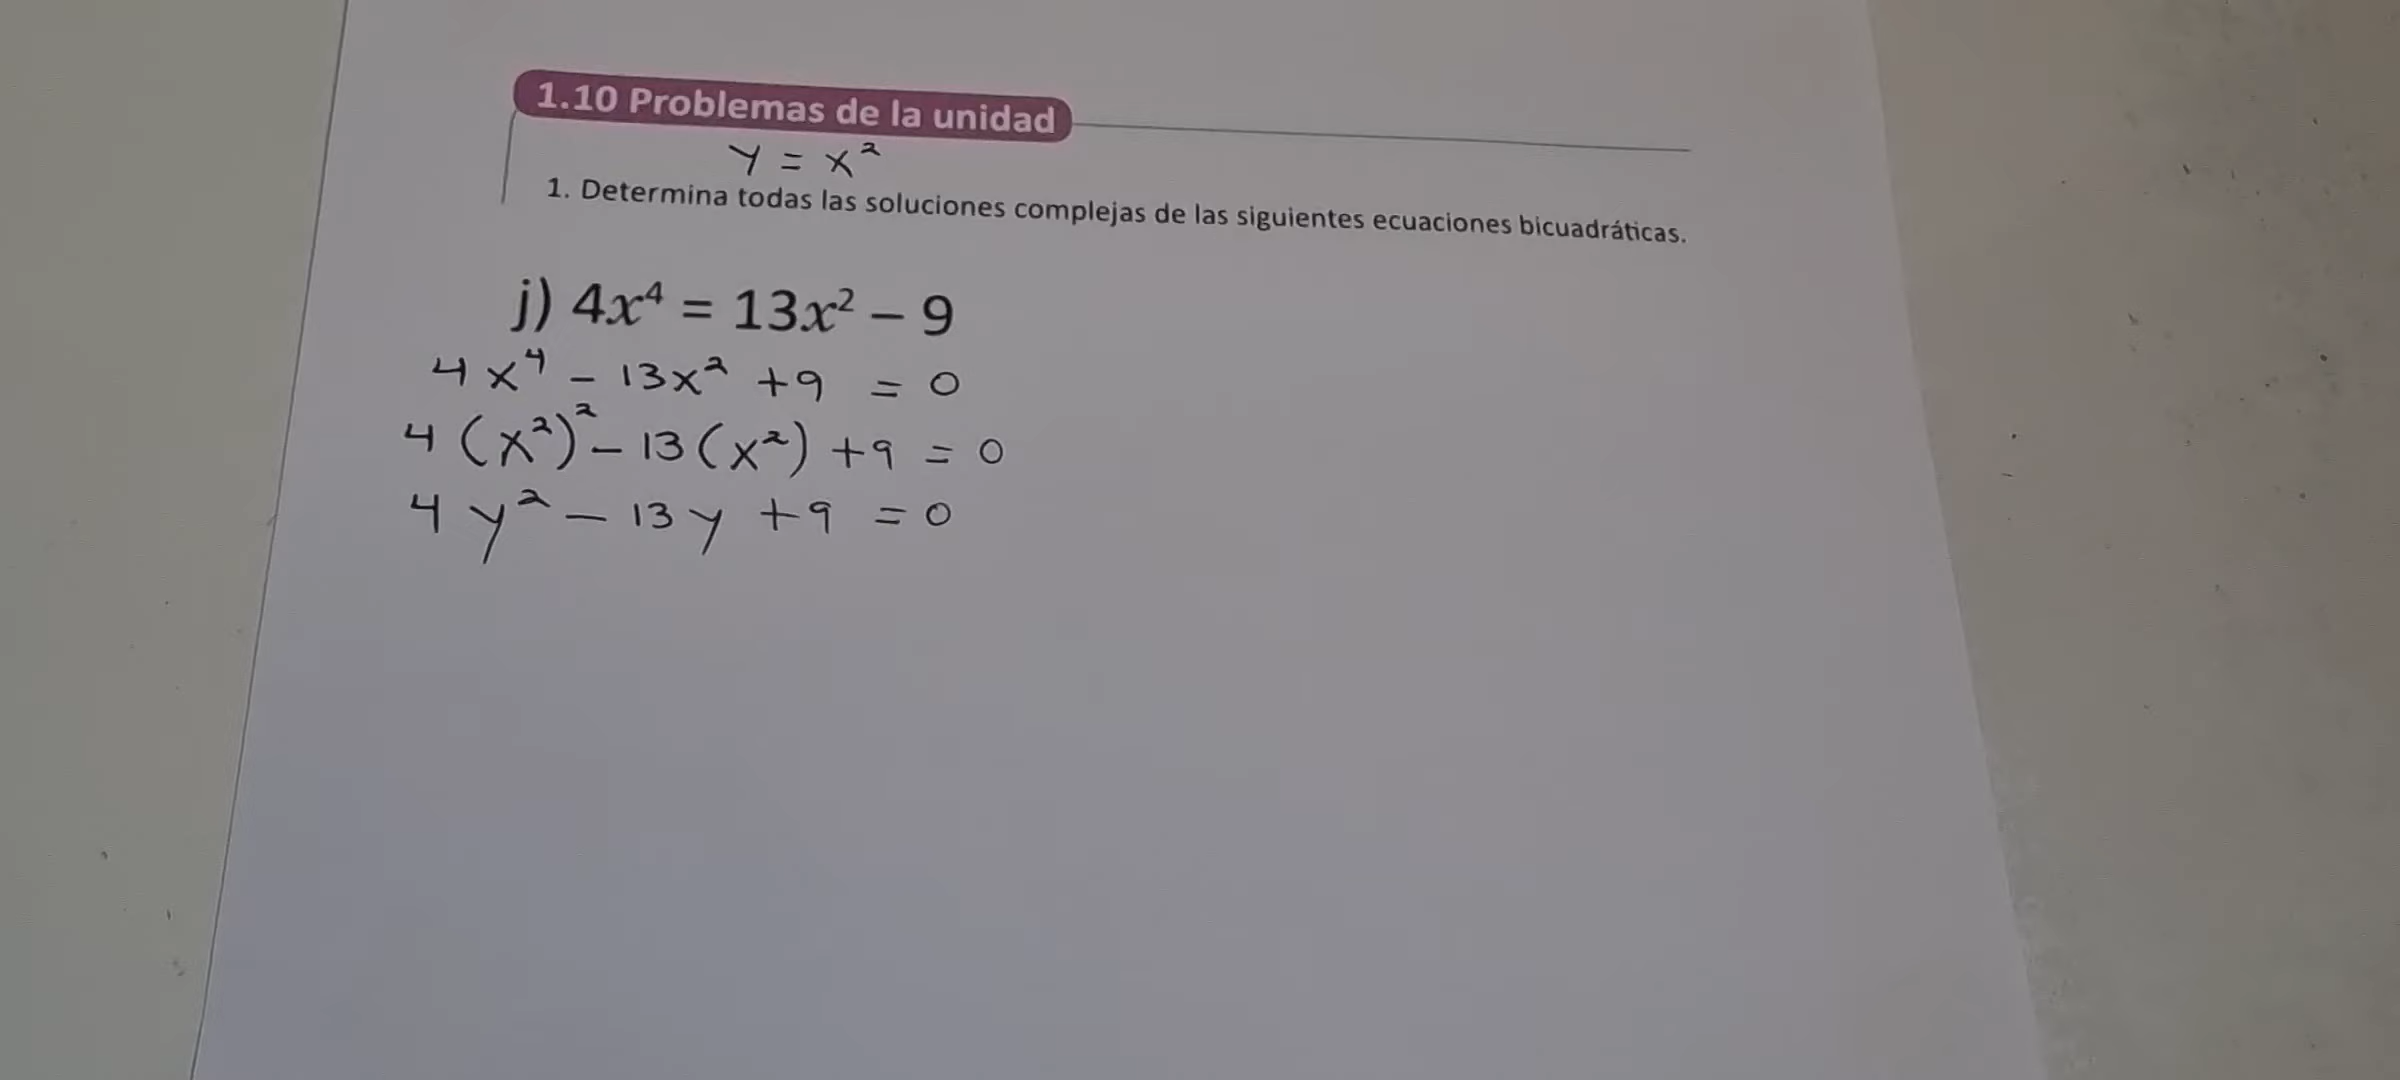 1.10 Problemas de la unidad
y = x²
1. Determina todas las soluciones complejas de las siguientes ecuaciones bicuadráticas.
j) 4x⁴ = 13x² – 9
4x⁴ – 13x² + 9 = 0
4(x²)² – 13(x²) + 9 = 0
4y² – 13y + 9 = 0